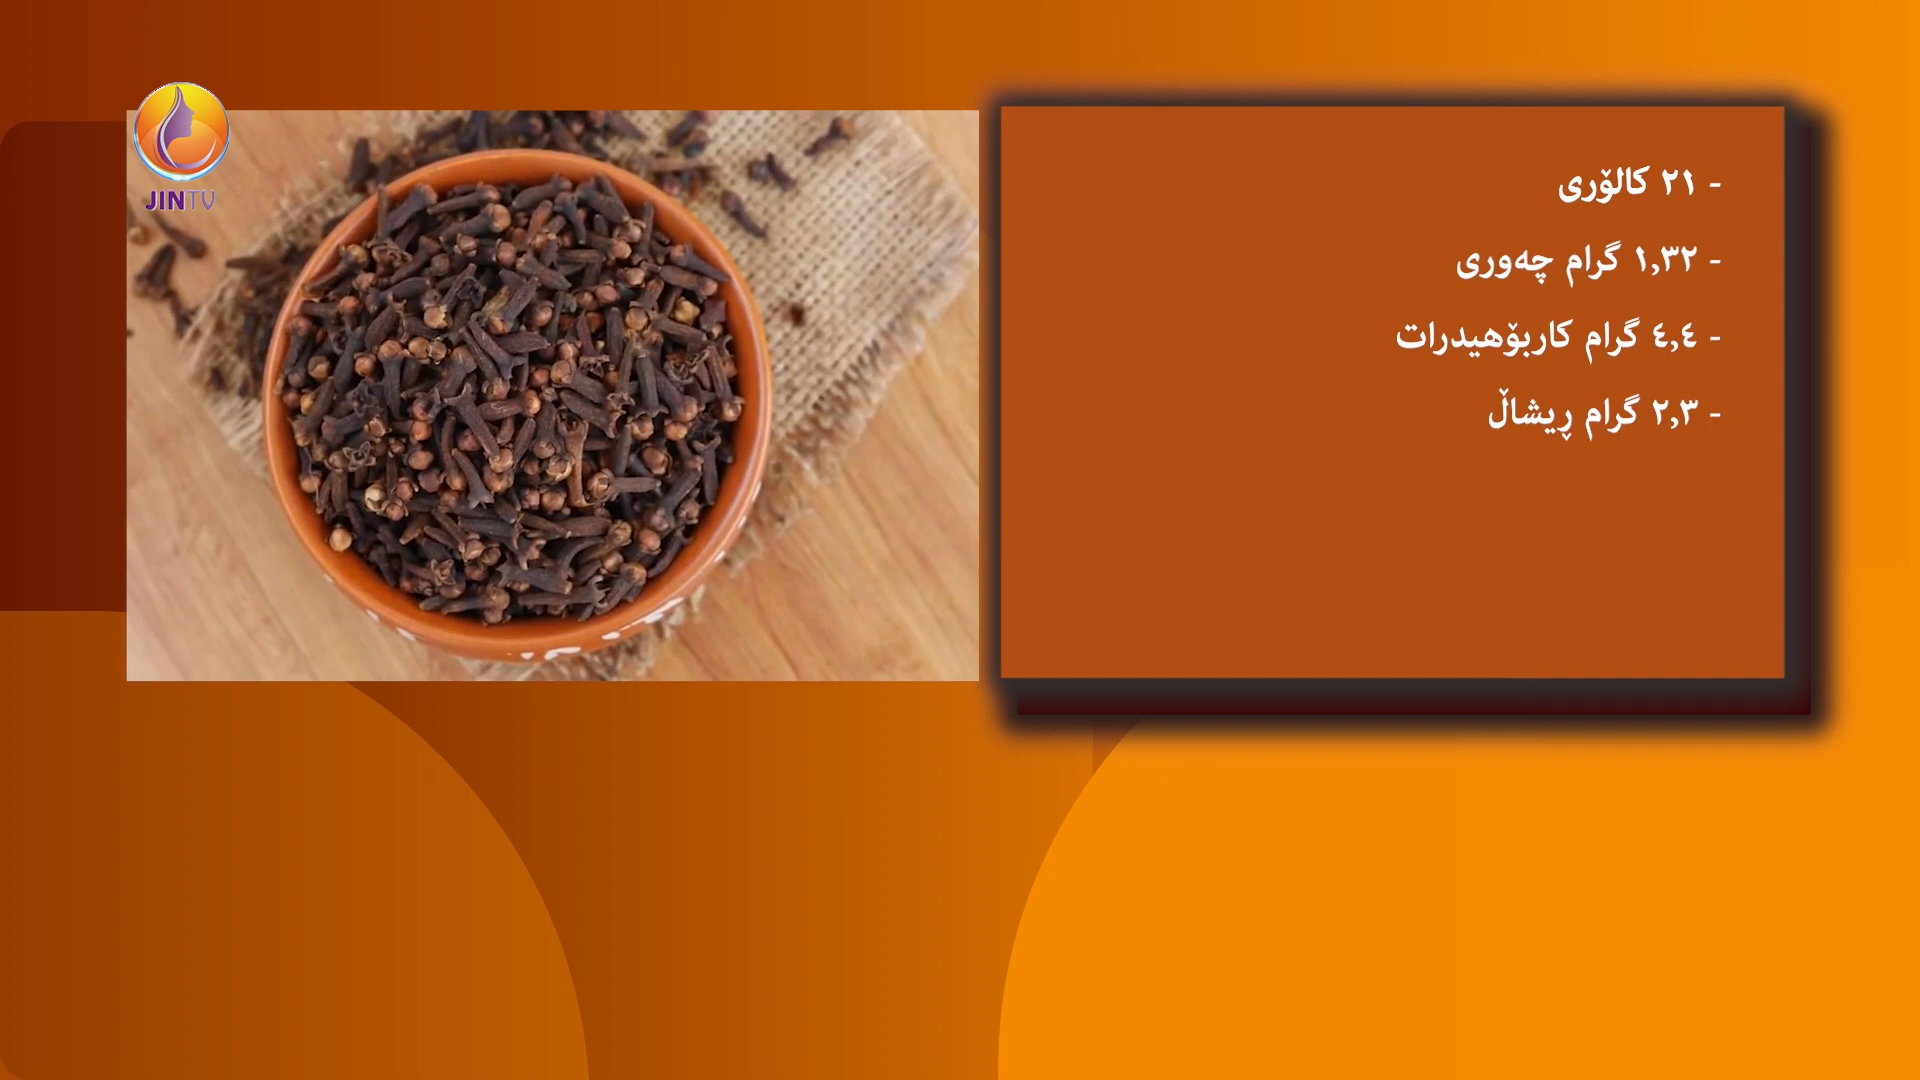 JINTV
- ٢١ کالۆری
- ١,٣٢ گرام چەوری
- ٤,٤ گرام کاربۆهیدرات
- ٢,٣ گرام ڕیشاڵ